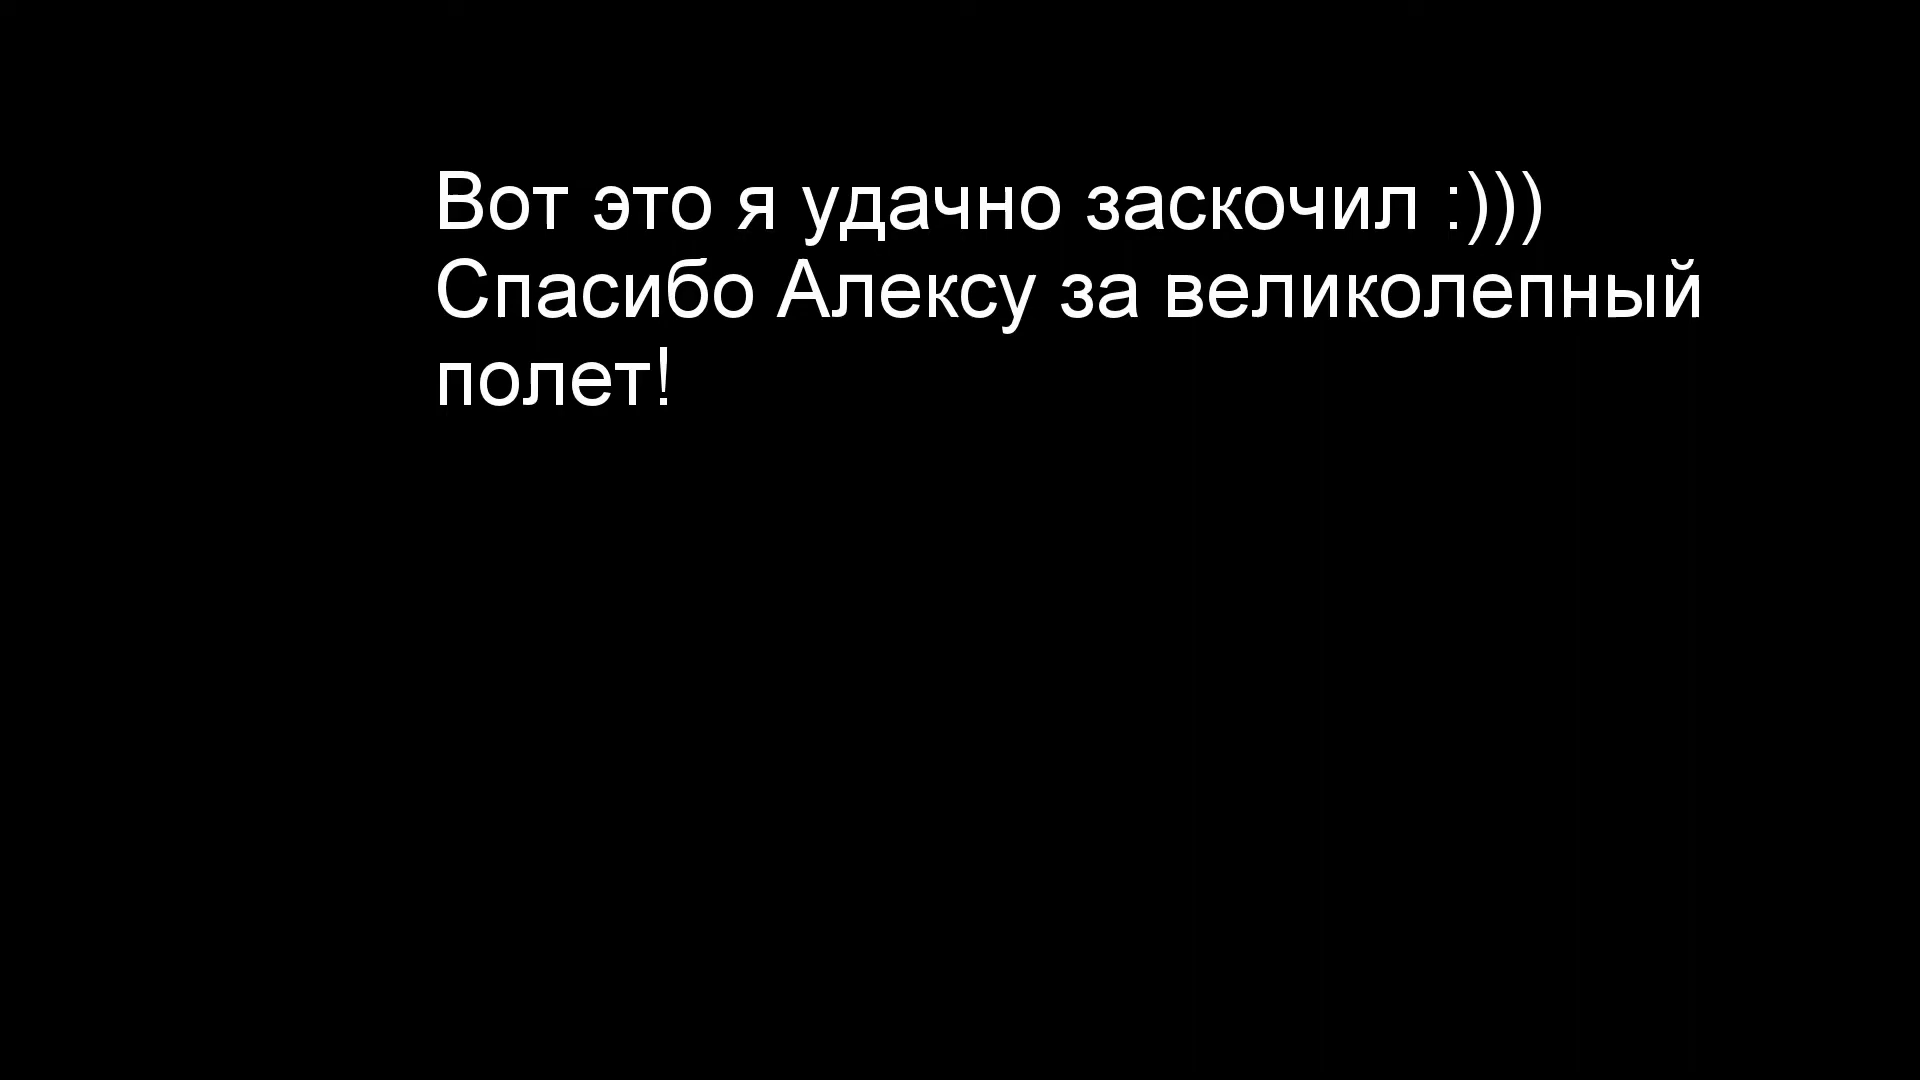 Вот это я удачно заскочил :)))
Спасибо Алексу за великолепный
полет!